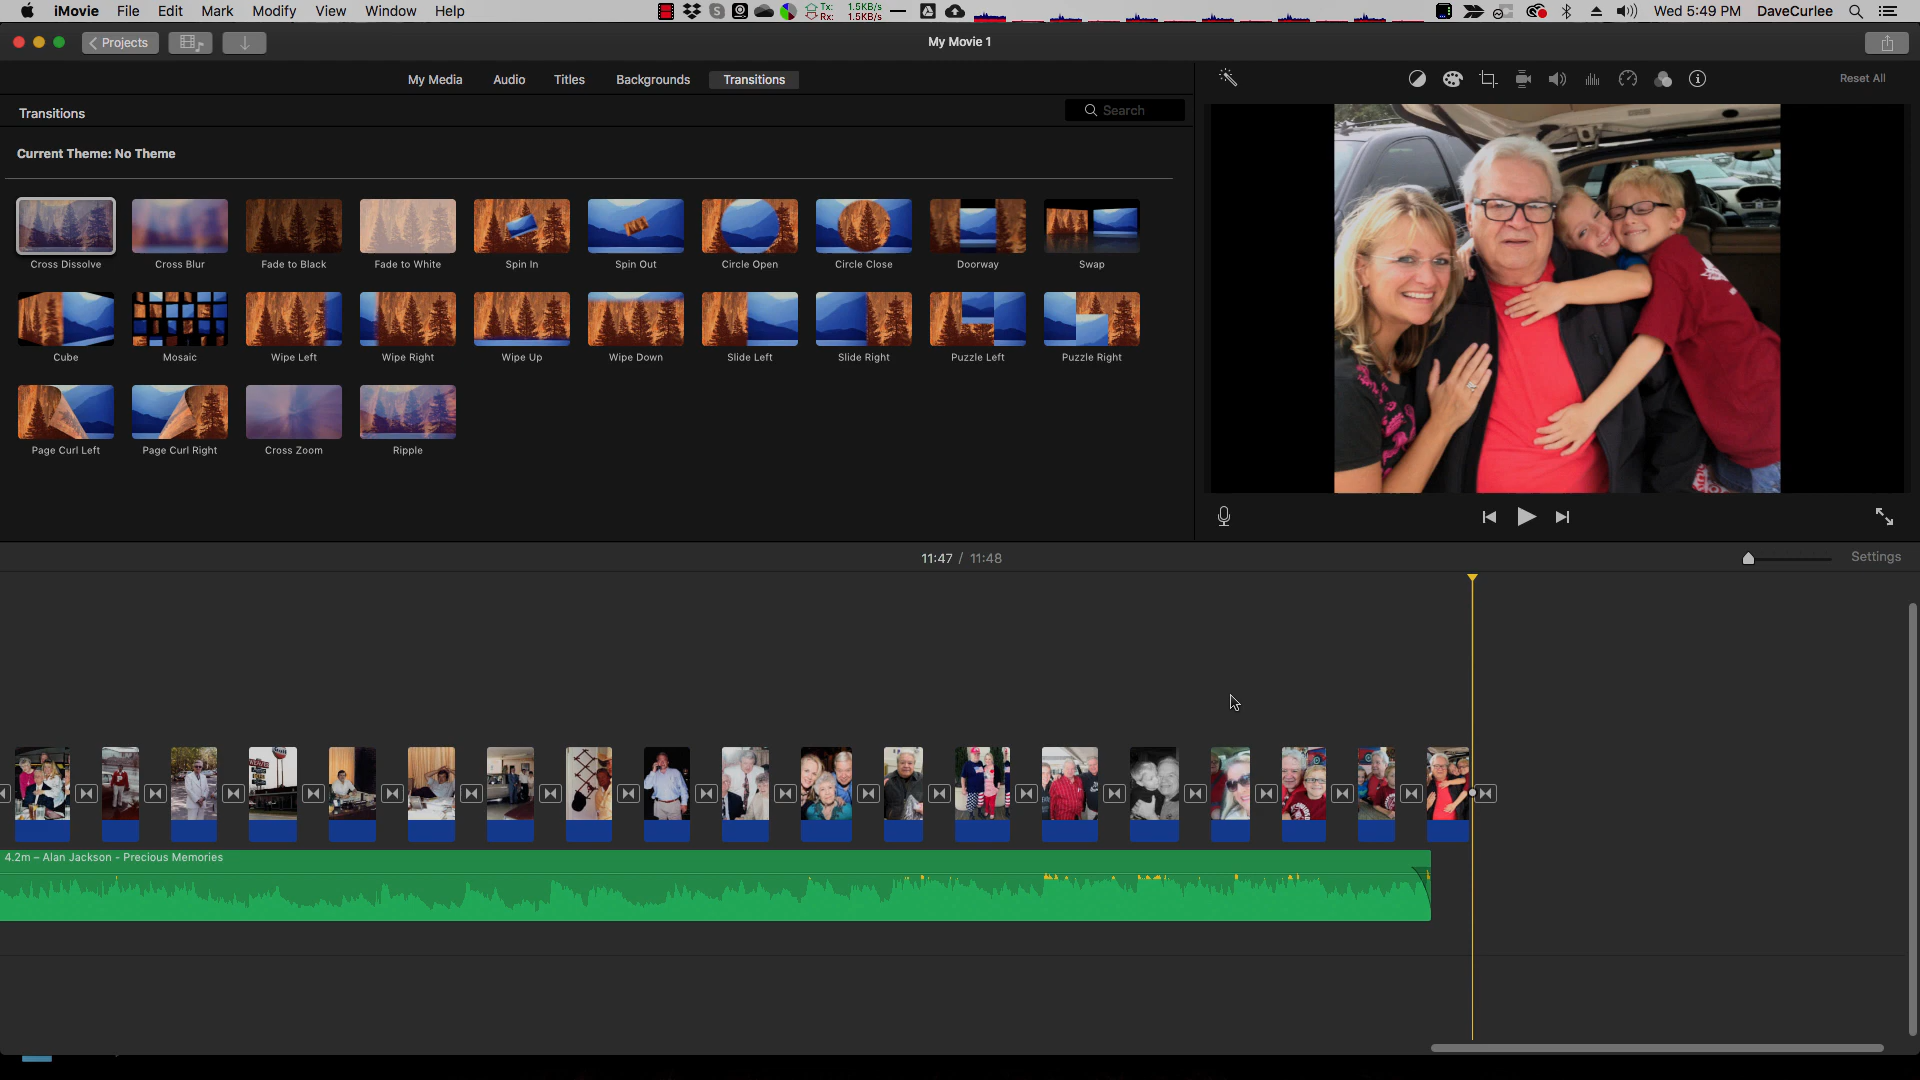 iMovie File Edit Mark Modify View Window Help
Tx: 1.5KB/s
Rx: 1.5KB/s
Wed 5:49 PM DaveCurlee
Projects
My Movie 1
My Media Audio Titles Backgrounds Transitions
Reset All
Transitions
Search
Current Theme: No Theme
Cross Dissolve Cross Blur Fade to Black Fade to White Spin In Spin Out Circle Open Circle Close Doorway Swap
Cube Mosaic Wipe Left Wipe Right Wipe Up Wipe Down Slide Left Slide Right Puzzle Left Puzzle Right
Page Curl Left Page Curl Right Cross Zoom Ripple
11:47 / 11:48
Settings
4.2m – Alan Jackson - Precious Memories